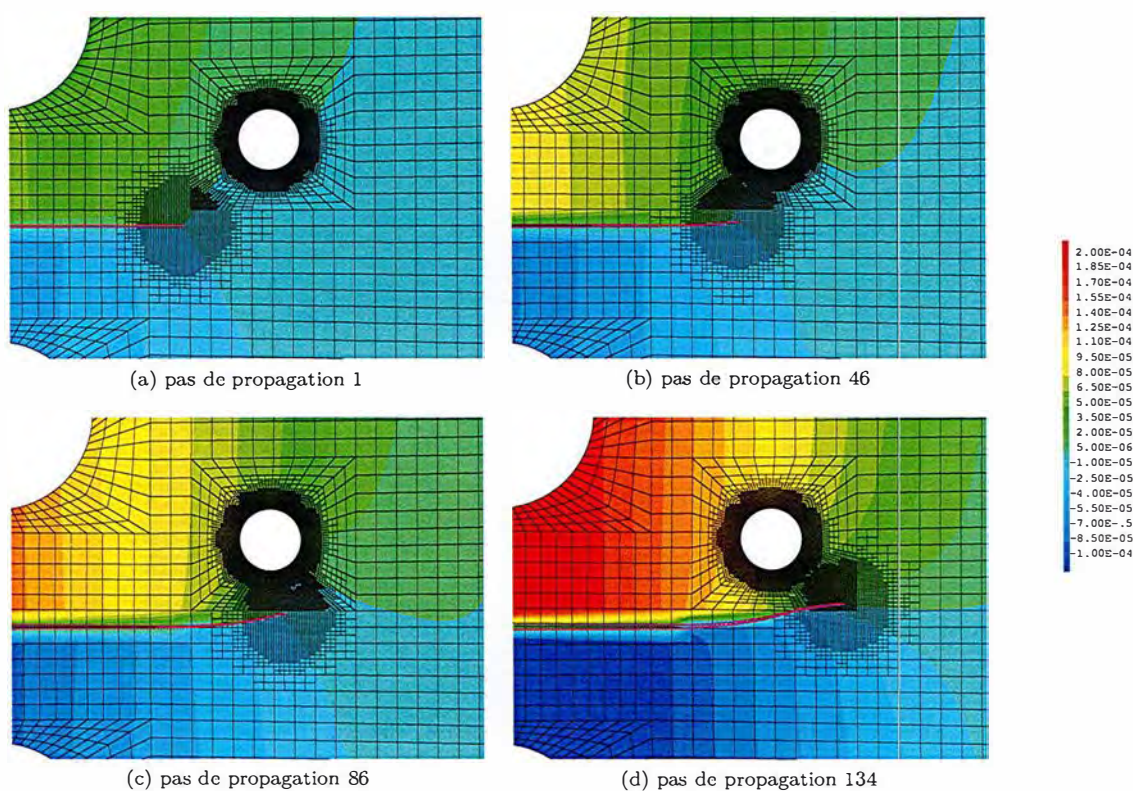 (a) pas de propagation 1
(b) pas de propagation 46
2.00E-04
1.85E-04
1.70E-04
1.55E-04
1.40E-04
1.25E-04
1.10E-04
9.50E-05
8.00E-05
6.50E-05
5.00E-05
3.50E-05
5.00E-06
-1.00E-05
-2.50E-05
-4.00E-05
-5.50E-05
-7.00E-.5
-8.50E-05
-1.00E-04
(c) pas de propagation 86
(d) pas de propagation 134